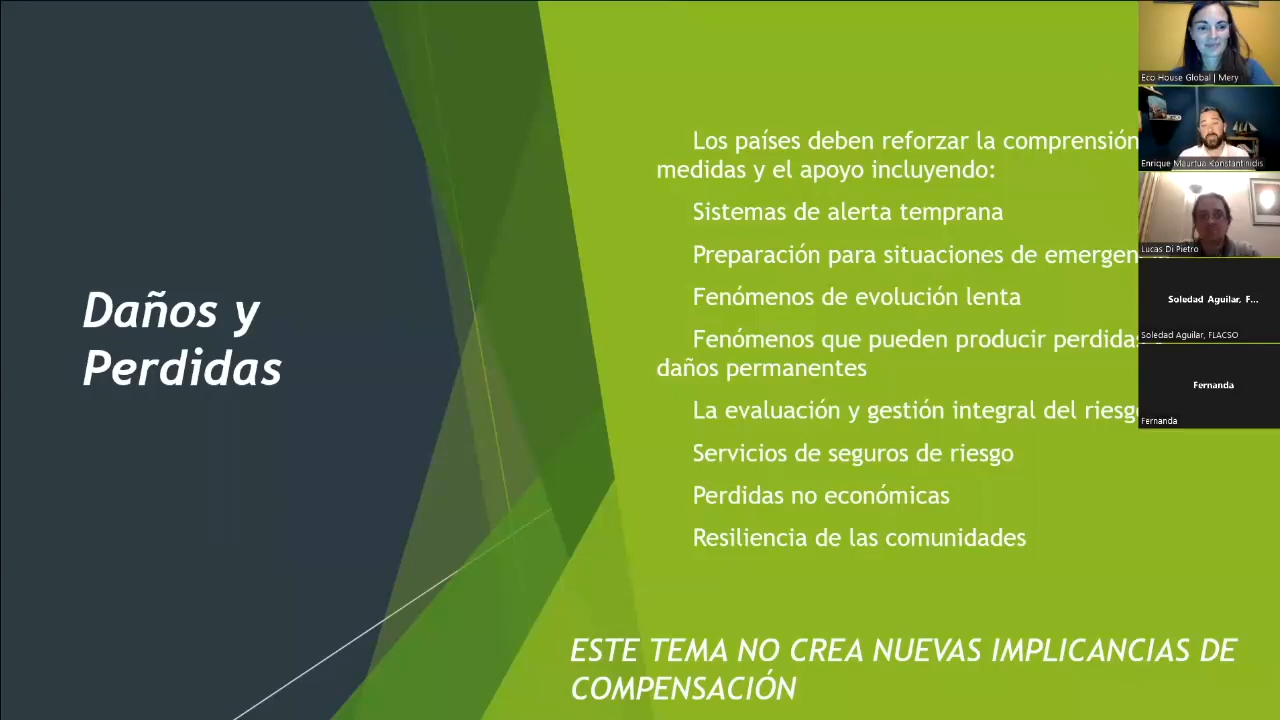 Daños y
Perdidas
Los países deben reforzar la comprensión
medidas y el apoyo incluyendo:
Sistemas de alerta temprana
Preparación para situaciones de
Fenómenos de evolución lenta
Fenómenos que pueden producir
daños permanentes
La evaluación y gestión integral del
Servicios de seguros de riesgo
Perdidas no económicas
Resiliencia de las comunidades
ESTE TEMA NO CREA NUEVAS IMPLICANCIAS DE
COMPENSACIÓN
Eco House Global | Mery
Enrique Maurtua Konstantinidis
Lucas Di Pietro
Soledad Aguilar, F...
Soledad Aguilar, FLACSO
Fernanda
Fernanda